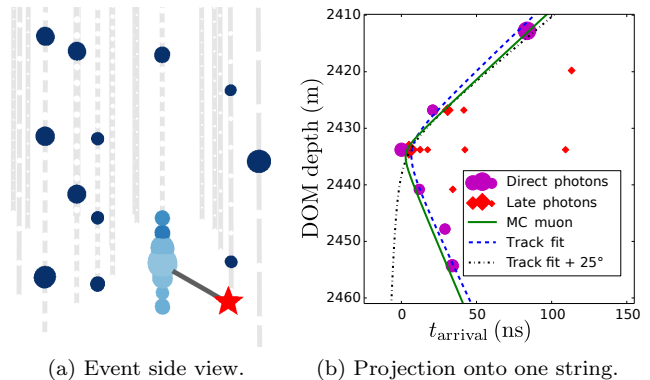 2410
2420
2430
2440
2450
2460
DOM depth (m)
Direct photons
Late photons
MC muon
Track fit
Track fit + 25°
0
50
100
150
t_arrival (ns)
(a) Event side view.
(b) Projection onto one string.